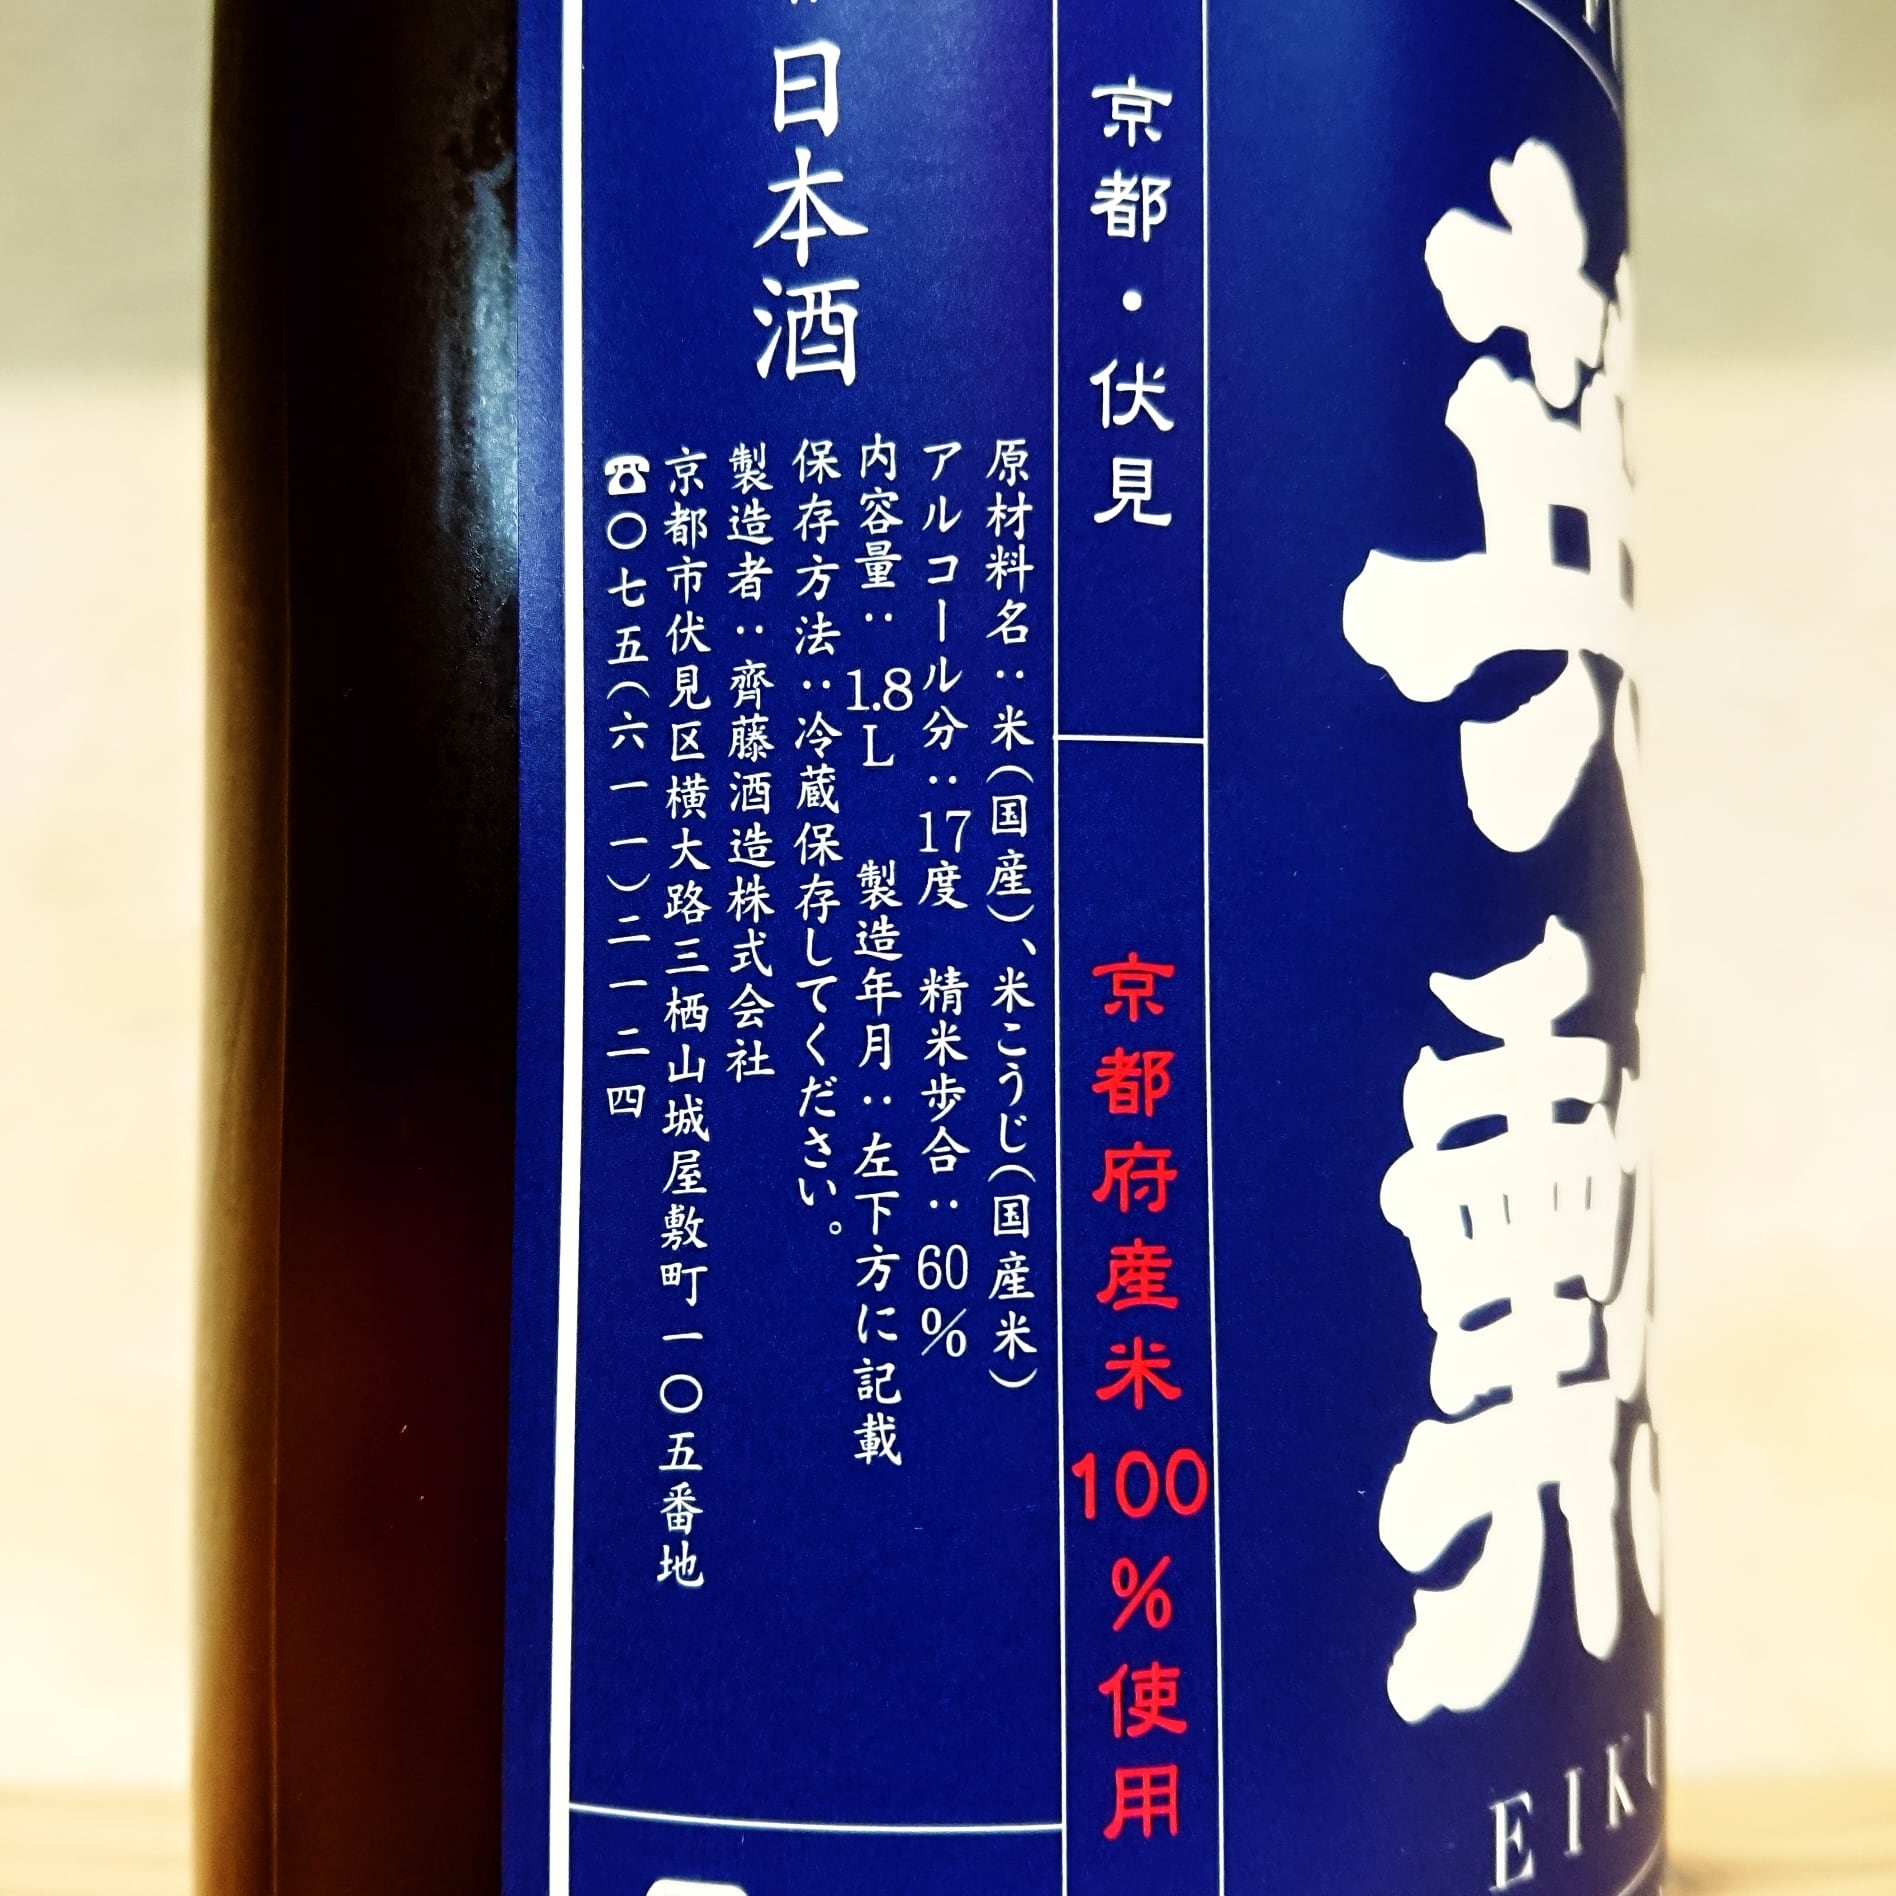 英勲
EIKU
京都・伏見
京都府産米100%使用
原材料名：米(国産)、米こうじ(国産米)
アルコール分：17度 精米歩合：60%
内容量：1.8L 製造年月：左下方に記載
保存方法：冷蔵保存してください。
製造者：齊藤酒造株式会社
京都市伏見区横大路三栖山城屋敷町一〇五番地
☎〇七五(六一一)二一二四
日本酒